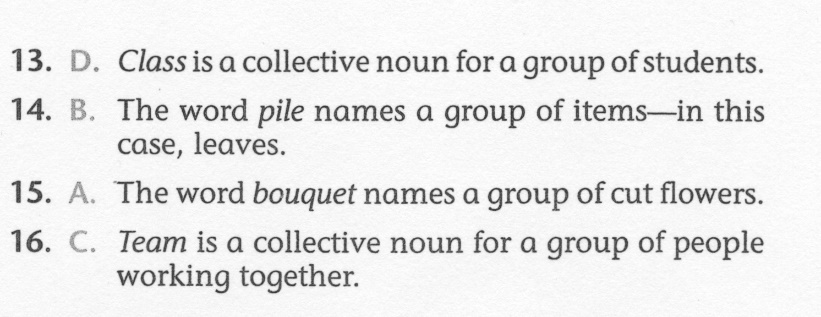 13. D. Class is a collective noun for a group of students.
14. B. The word pile names a group of items—in this
case, leaves.
15. A. The word bouquet names a group of cut flowers.
16. C. Team is a collective noun for a group of people
working together.